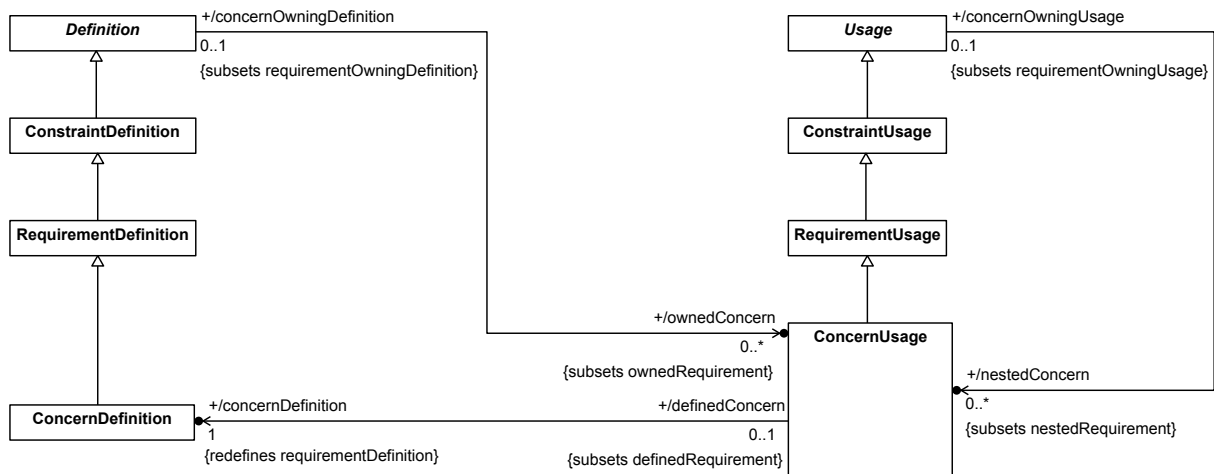 Definition
+/concernOwningDefinition
0..1
{subsets requirementOwningDefinition}
Usage
+/concernOwningUsage
0..1
{subsets requirementOwningUsage}
ConstraintDefinition
ConstraintUsage
RequirementDefinition
RequirementUsage
+/ownedConcern
0..*
{subsets ownedRequirement}
ConcernUsage
+/nestedConcern
0..*
{subsets nestedRequirement}
ConcernDefinition
+/concernDefinition
1
{redefines requirementDefinition}
+/definedConcern
0..1
{subsets definedRequirement}